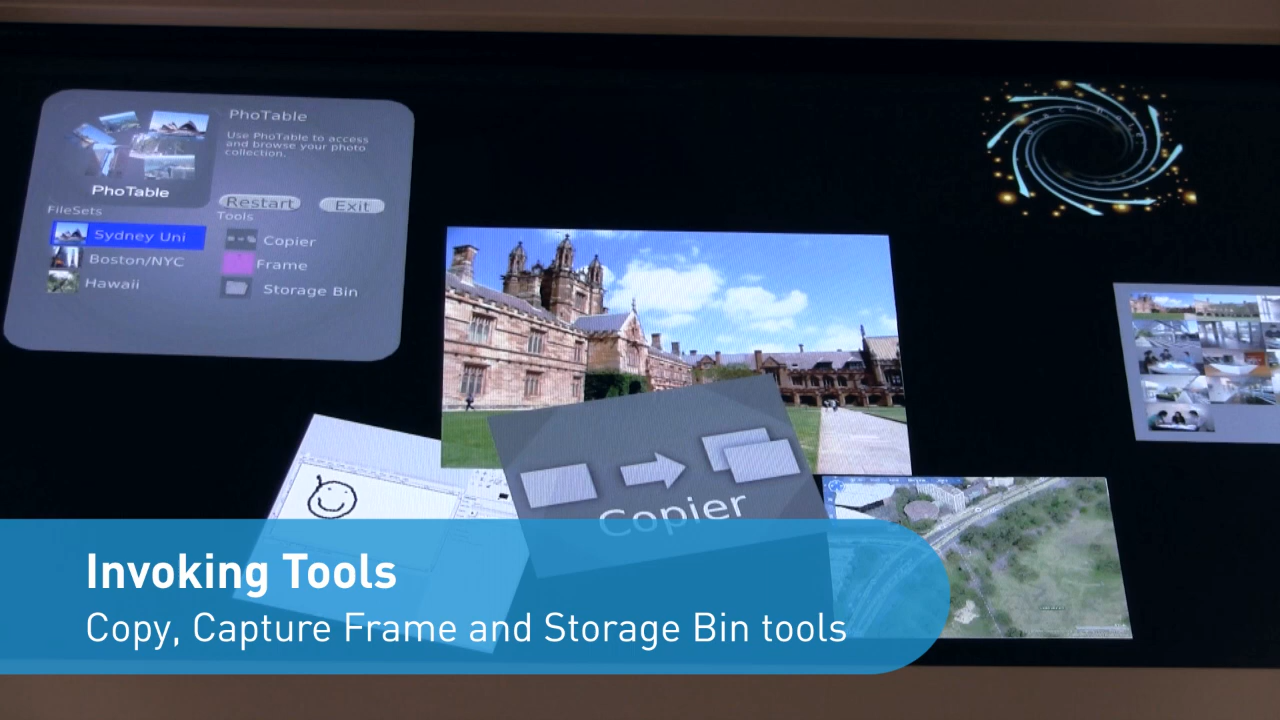 PhoTable
Use PhoTable to access
and browse your photo
collection.
PhoTable
Restart
Exit
FileSets
Tools
Sydney Uni
Copier
Boston/NYC
Frame
Hawaii
Storage Bin
Copier
Invoking Tools
Copy, Capture Frame and Storage Bin tools